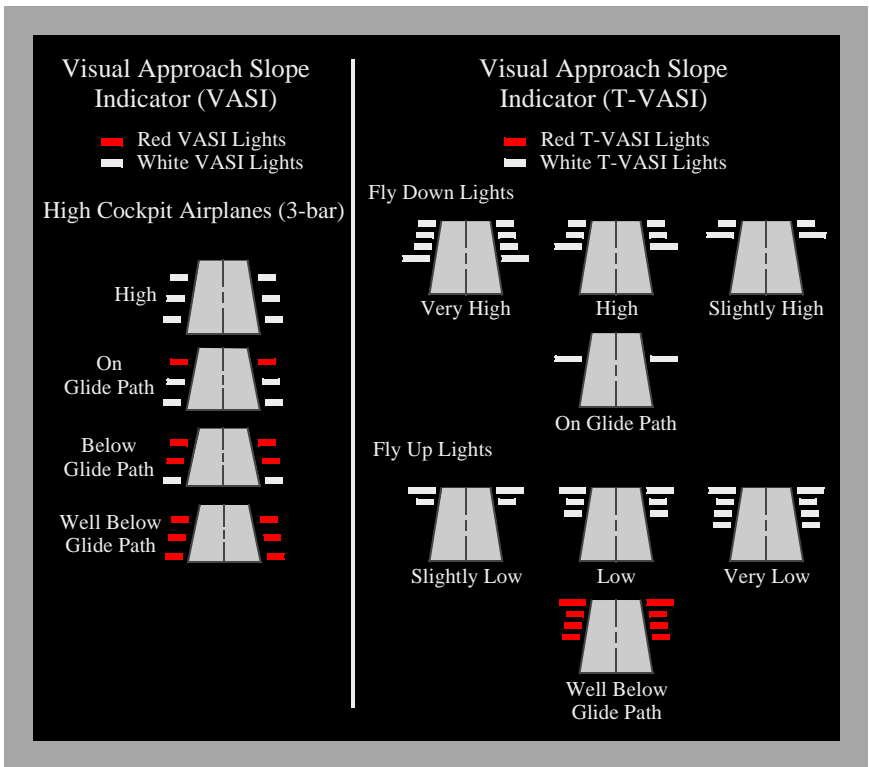 Visual Approach Slope
Indicator (VASI)
Red VASI Lights
White VASI Lights
High Cockpit Airplanes (3-bar)
High
On
Glide Path
Below
Glide Path
Well Below
Glide Path
Visual Approach Slope
Indicator (T-VASI)
Red T-VASI Lights
White T-VASI Lights
Fly Down Lights
Very High
High
Slightly High
On Glide Path
Fly Up Lights
Slightly Low
Low
Very Low
Well Below
Glide Path